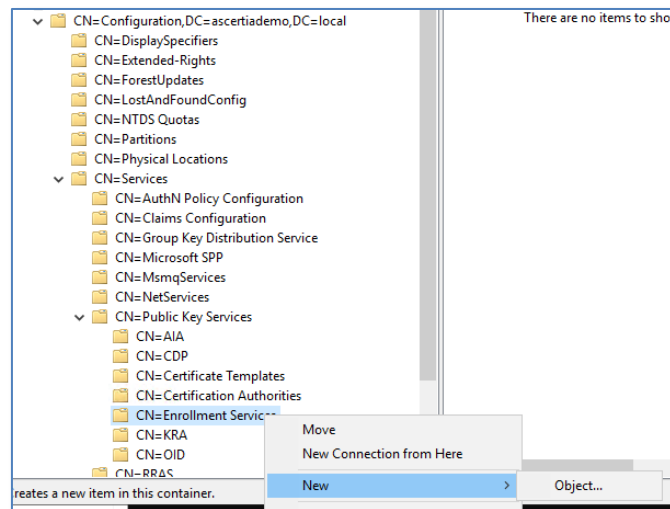 CN=Configuration,DC=ascertiademo,DC=local
There are no items to sho
CN=DisplaySpecifiers
CN=Extended-Rights
CN=ForestUpdates
CN=LostAndFoundConfig
CN=NTDS Quotas
CN=Partitions
CN=Physical Locations
CN=Services
CN=AuthN Policy Configuration
CN=Claims Configuration
CN=Group Key Distribution Service
CN=Microsoft SPP
CN=MsmqServices
CN=NetServices
CN=Public Key Services
CN=AIA
CN=CDP
CN=Certificate Templates
CN=Certification Authorities
CN=Enrollment Services
CN=KRA
CN=OID
CN=RRAS
Move
New Connection from Here
New
Object...
reates a new item in this container.